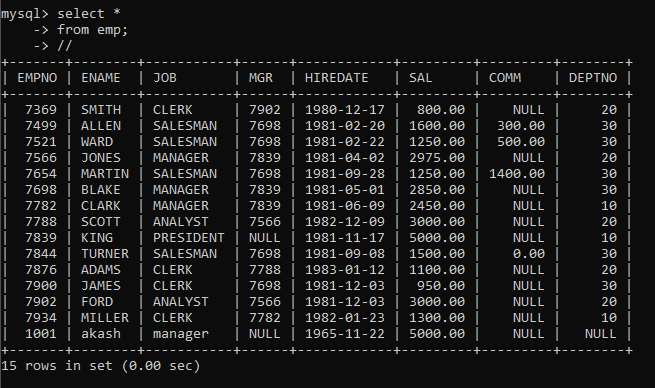 mysql> select *
    -> from emp;
    -> //
+-------+--------+-----------+------+------------+---------+---------+--------+
| EMPNO | ENAME  | JOB       | MGR  | HIREDATE   | SAL     | COMM    | DEPTNO |
+-------+--------+-----------+------+------------+---------+---------+--------+
|  7369 | SMITH  | CLERK     | 7902 | 1980-12-17 |  800.00 |    NULL |     20 |
|  7499 | ALLEN  | SALESMAN  | 7698 | 1981-02-20 | 1600.00 |  300.00 |     30 |
|  7521 | WARD   | SALESMAN  | 7698 | 1981-02-22 | 1250.00 |  500.00 |     30 |
|  7566 | JONES  | MANAGER   | 7839 | 1981-04-02 | 2975.00 |    NULL |     20 |
|  7654 | MARTIN | SALESMAN  | 7698 | 1981-09-28 | 1250.00 | 1400.00 |     30 |
|  7698 | BLAKE  | MANAGER   | 7839 | 1981-05-01 | 2850.00 |    NULL |     30 |
|  7782 | CLARK  | MANAGER   | 7839 | 1981-06-09 | 2450.00 |    NULL |     10 |
|  7788 | SCOTT  | ANALYST   | 7566 | 1982-12-09 | 3000.00 |    NULL |     20 |
|  7839 | KING   | PRESIDENT | NULL | 1981-11-17 | 5000.00 |    NULL |     10 |
|  7844 | TURNER | SALESMAN  | 7698 | 1981-09-08 | 1500.00 |    0.00 |     30 |
|  7876 | ADAMS  | CLERK     | 7788 | 1983-01-12 | 1100.00 |    NULL |     20 |
|  7900 | JAMES  | CLERK     | 7698 | 1981-12-03 |  950.00 |    NULL |     30 |
|  7902 | FORD   | ANALYST   | 7566 | 1981-12-03 | 3000.00 |    NULL |     20 |
|  7934 | MILLER | CLERK     | 7782 | 1982-01-23 | 1300.00 |    NULL |     10 |
|  1001 | akash  | manager   | NULL | 1965-11-22 | 5000.00 |    NULL |   NULL |
+-------+--------+-----------+------+------------+---------+---------+--------+
15 rows in set (0.00 sec)